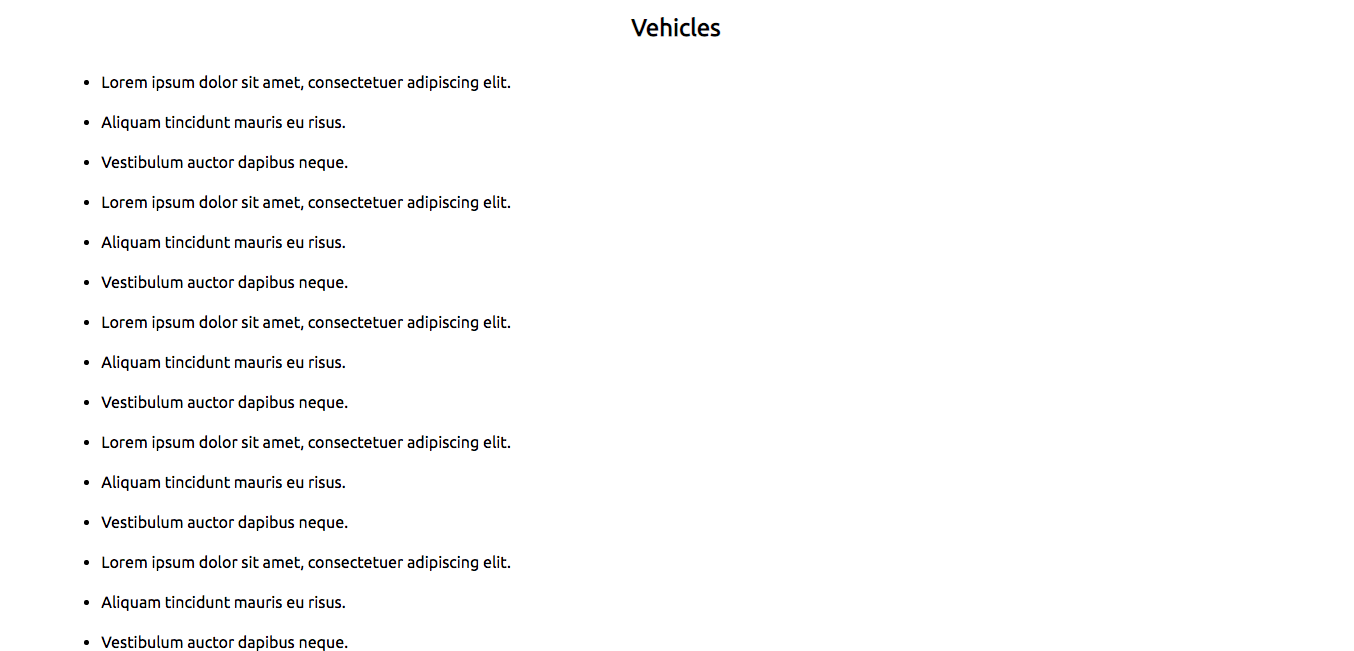 Vehicles
• Lorem ipsum dolor sit amet, consectetuer adipiscing elit.
• Aliquam tincidunt mauris eu risus.
• Vestibulum auctor dapibus neque.
• Lorem ipsum dolor sit amet, consectetuer adipiscing elit.
• Aliquam tincidunt mauris eu risus.
• Vestibulum auctor dapibus neque.
• Lorem ipsum dolor sit amet, consectetuer adipiscing elit.
• Aliquam tincidunt mauris eu risus.
• Vestibulum auctor dapibus neque.
• Lorem ipsum dolor sit amet, consectetuer adipiscing elit.
• Aliquam tincidunt mauris eu risus.
• Vestibulum auctor dapibus neque.
• Lorem ipsum dolor sit amet, consectetuer adipiscing elit.
• Aliquam tincidunt mauris eu risus.
• Vestibulum auctor dapibus neque.